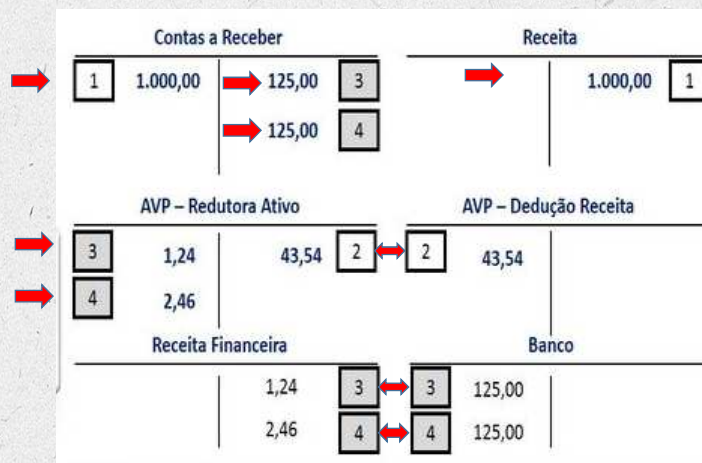 Contas a Receber Receita
1 1.000,00 125,00 3 1.000,00 1
125,00 4
AVP – Redutora Ativo AVP – Dedução Receita
3 1,24 43,54 2 2 43,54
4 2,46
Receita Financeira Banco
1,24 3 3 125,00
2,46 4 4 125,00